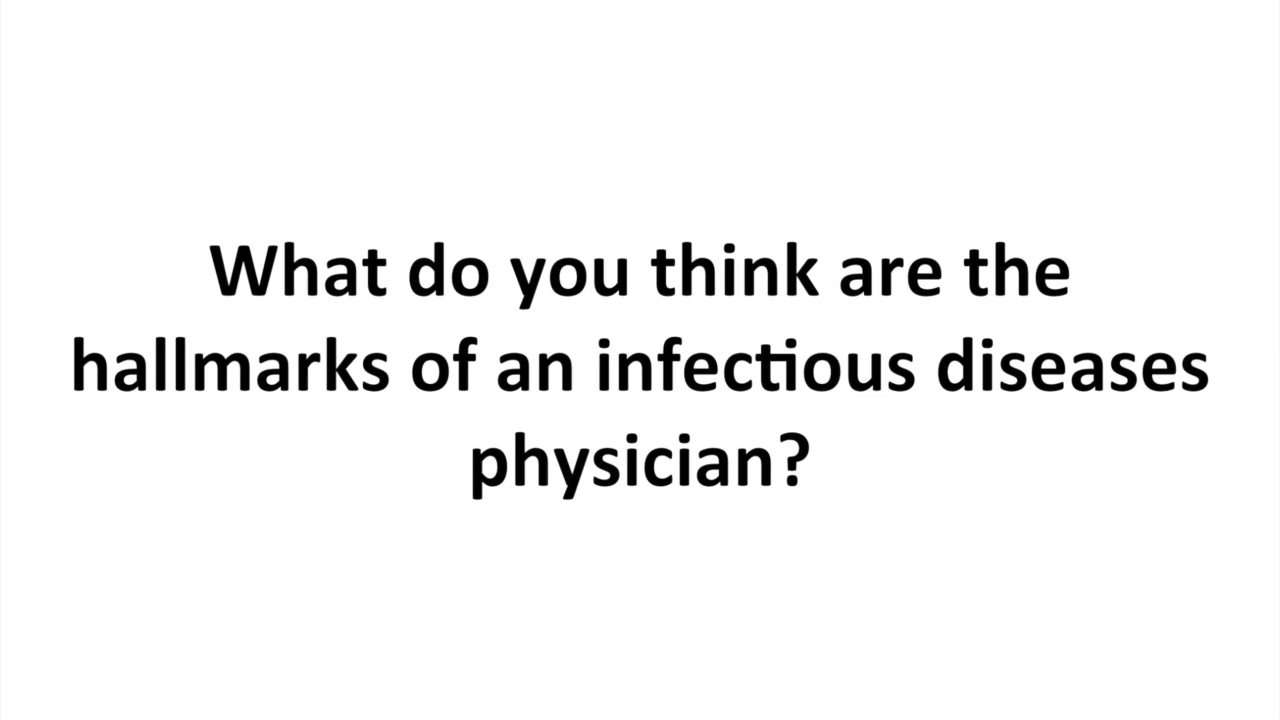 What do you think are the
hallmarks of an infectious diseases
physician?